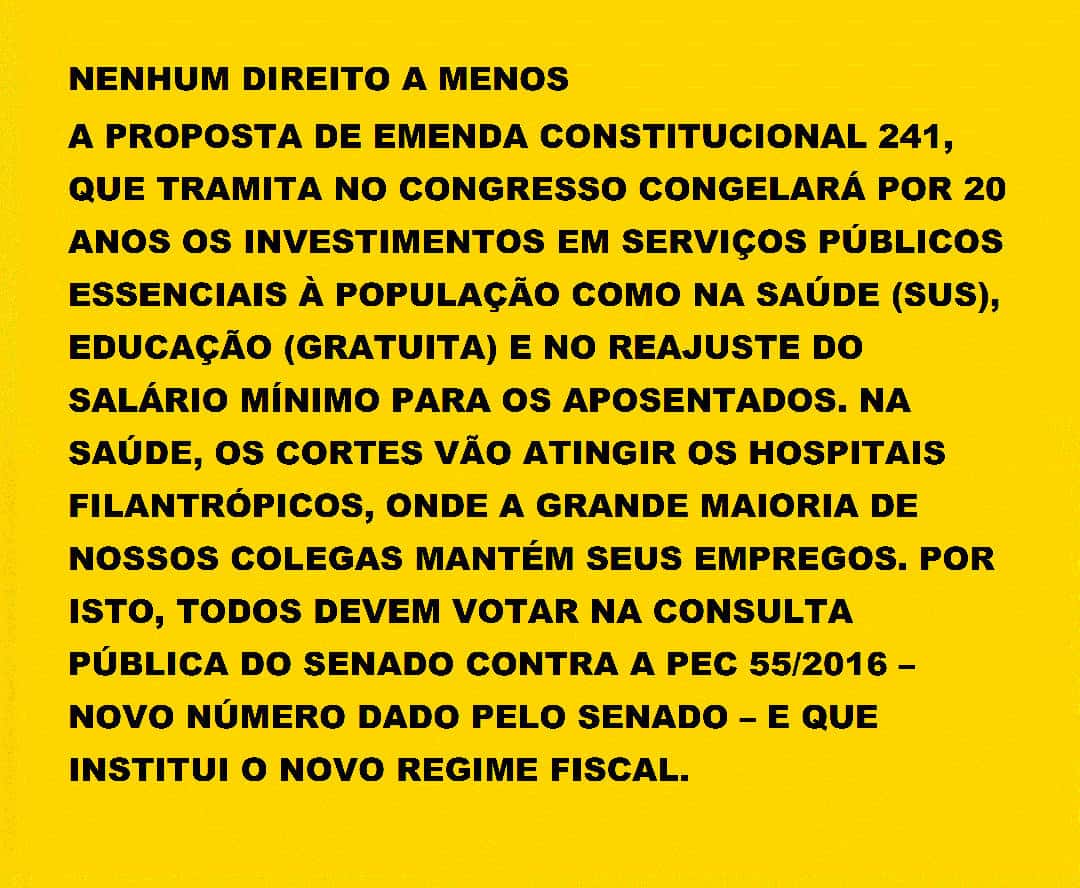 NENHUM DIREITO A MENOS
A PROPOSTA DE EMENDA CONSTITUCIONAL 241,
QUE TRAMITA NO CONGRESSO CONGELARÁ POR 20
ANOS OS INVESTIMENTOS EM SERVIÇOS PÚBLICOS
ESSENCIAIS À POPULAÇÃO COMO NA SAÚDE (SUS),
EDUCAÇÃO (GRATUITA) E NO REAJUSTE DO
SALÁRIO MÍNIMO PARA OS APOSENTADOS. NA
SAÚDE, OS CORTES VÃO ATINGIR OS HOSPITAIS
FILANTRÓPICOS, ONDE A GRANDE MAIORIA DE
NOSSOS COLEGAS MANTÉM SEUS EMPREGOS. POR
ISTO, TODOS DEVEM VOTAR NA CONSULTA
PÚBLICA DO SENADO CONTRA A PEC 55/2016 –
NOVO NÚMERO DADO PELO SENADO – E QUE
INSTITUI O NOVO REGIME FISCAL.